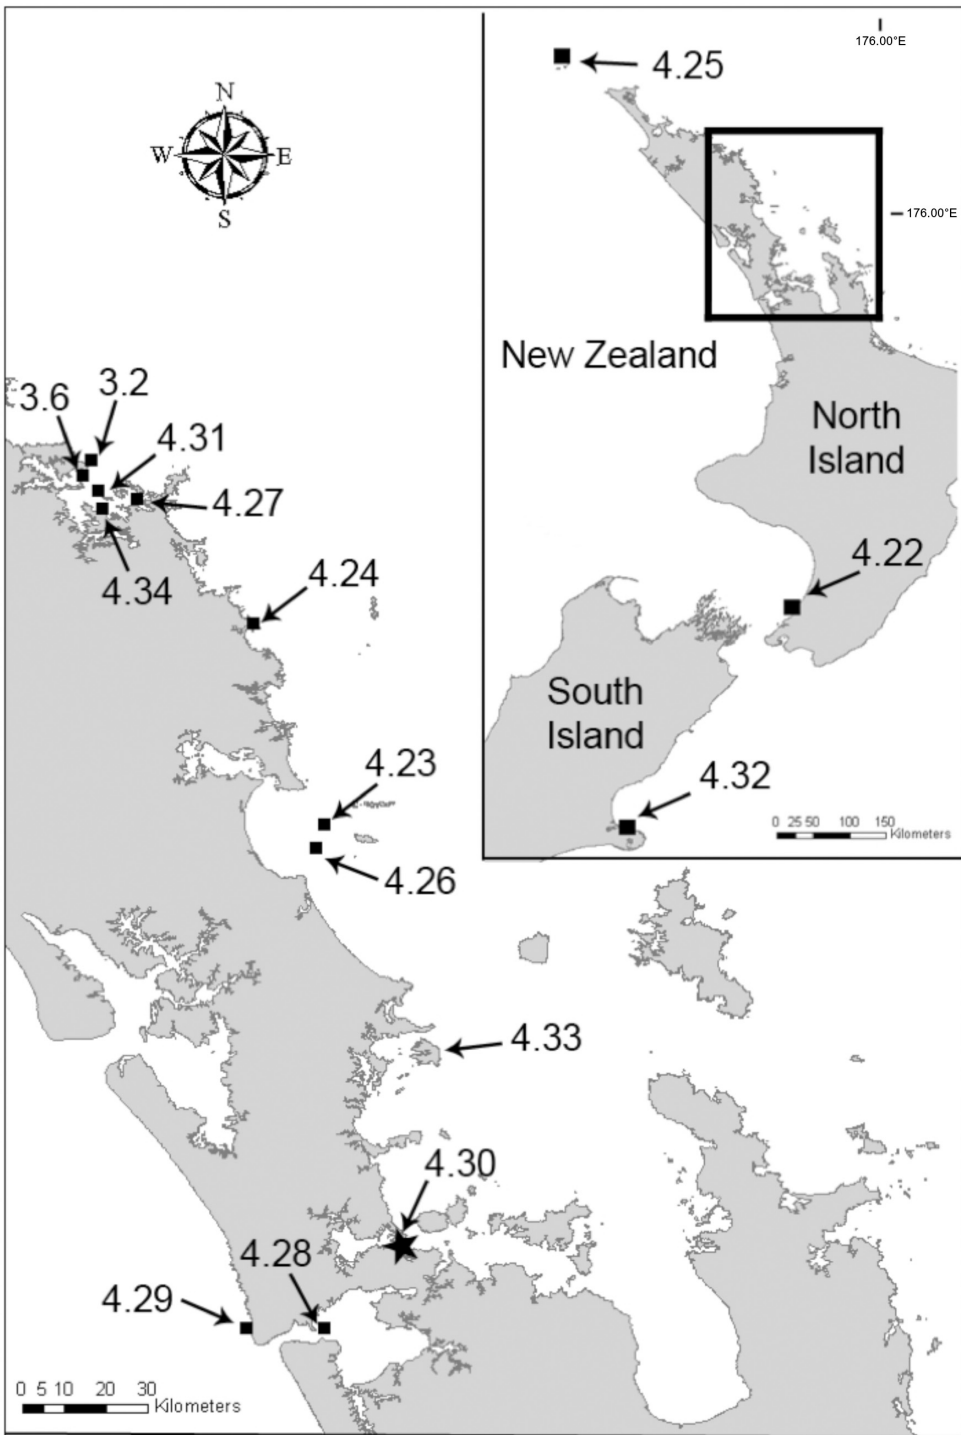 176.00°E
4.25
N
W
E
S
176.00°E
New Zealand
3.2
3.6
North
Island
4.31
4.27
4.22
4.24
4.34
South
Island
4.23
4.32
0 25 50 100 150
Kilometers
4.26
4.33
4.30
4.28
4.29
0 5 10 20 30
Kilometers